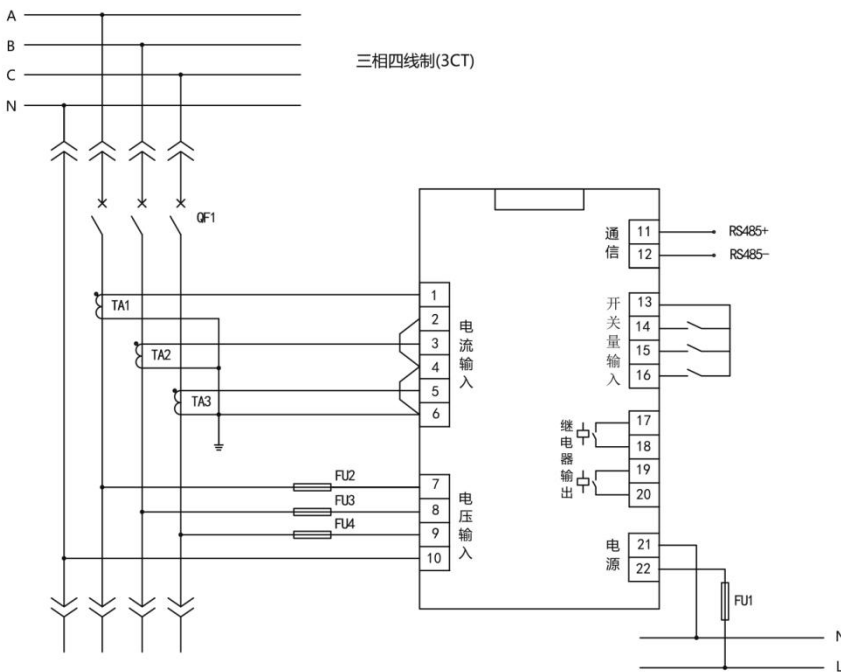 A
B
C
N
三相四线制(3CT)
QF1
TA1
TA2
TA3
FU2
FU3
FU4
1
2
3
4
5
6
电流输入
7
8
9
10
电压输入
通信
11
12
RS485+
RS485-
开关量输入
13
14
15
16
继电器输出
17
18
19
20
电源
21
22
FU1
N
L